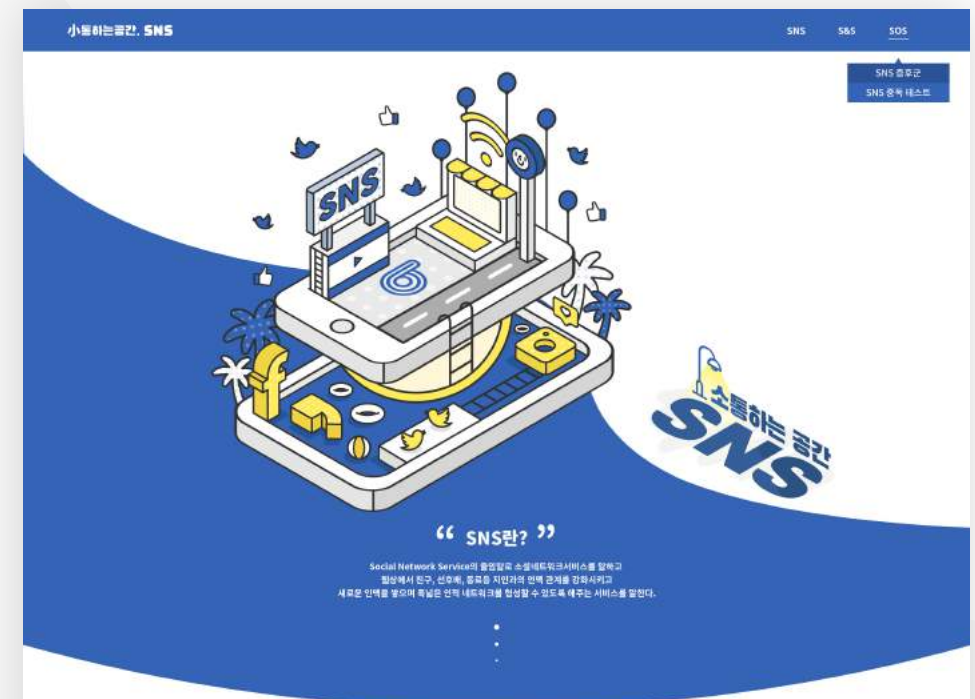 小통하는공간. SNS
SNS S&S SOS
SNS 증후군
SNS 중독 테스트
SNS
소통하는 공간
SNS
“ SNS란? ”
Social Network Service의 줄임말로 소셜네트워크서비스를 말하고
웹상에서 친구, 선후배, 동료등 지인과의 인맥 관계를 강화시키고
새로운 인맥을 쌓으며 폭넓은 인적 네트워크를 형성할 수 있도록 해주는 서비스를 말한다.